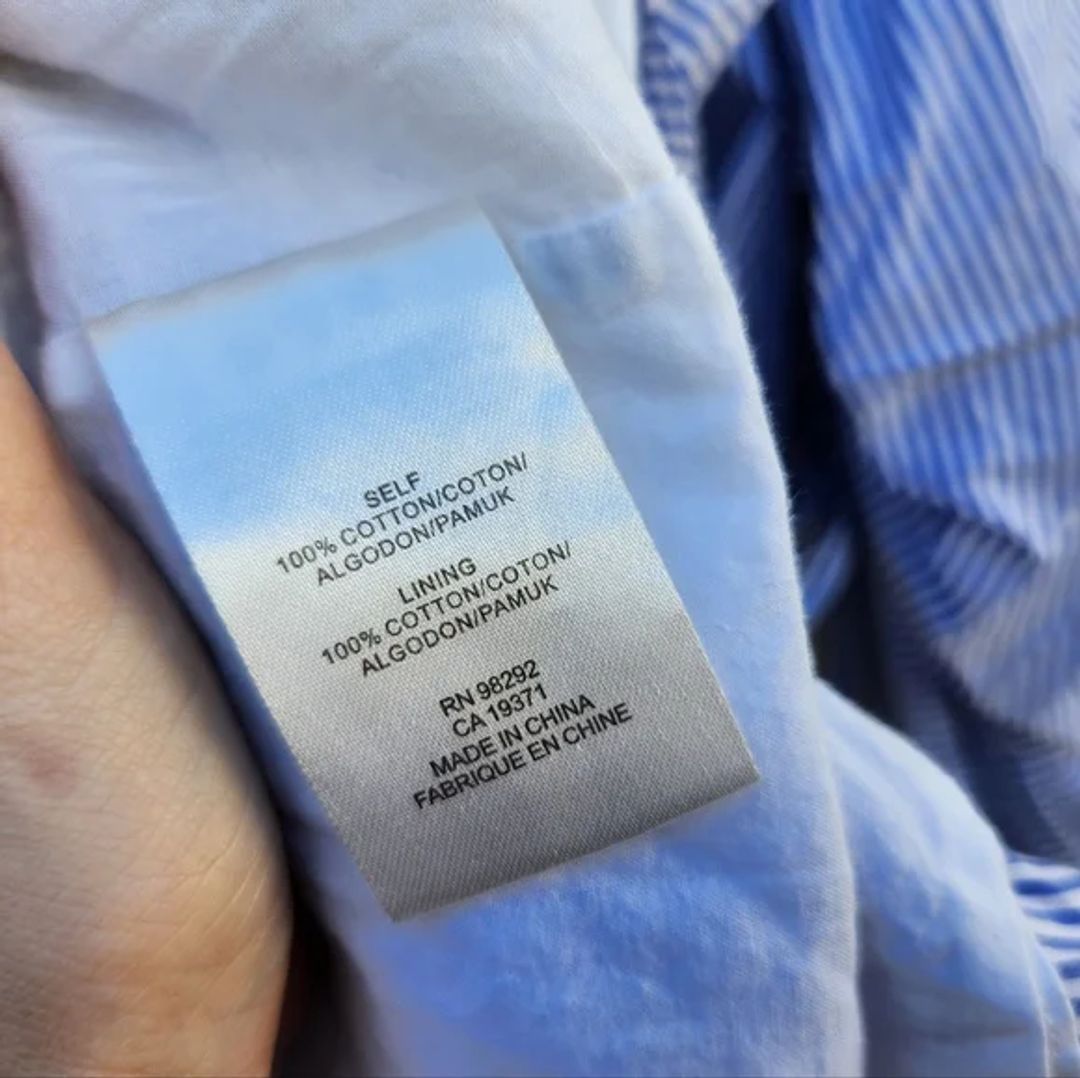 SELF
100% COTTON/COTON/
ALGODON/PAMUK
LINING
100% COTTON/COTON/
ALGODON/PAMUK
RN 98292
CA 19371
MADE IN CHINA
FABRIQUE EN CHINE